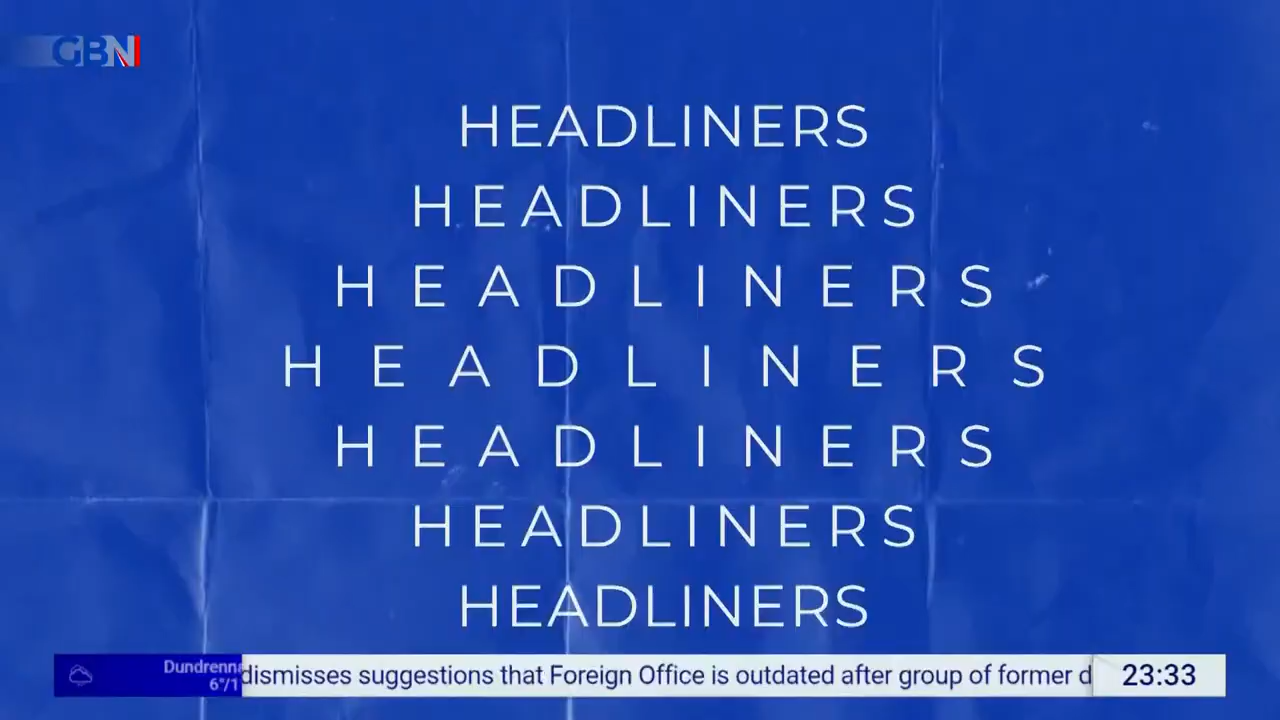 GBN
HEADLINERS
HEADLINERS
HEADLINERS
HEADLINERS
HEADLINERS
HEADLINERS
HEADLINERS
Dundrenna
6°/1
dismisses suggestions that Foreign Office is outdated after group of former d
23:33